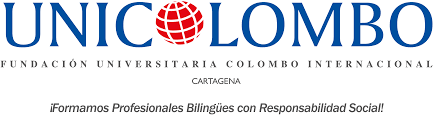 UNICOLOMBO
FUNDACIÓN UNIVERSITARIA COLOMBO INTERNACIONAL
CARTAGENA
¡Formamos Profesionales Bilingües con Responsabilidad Social!